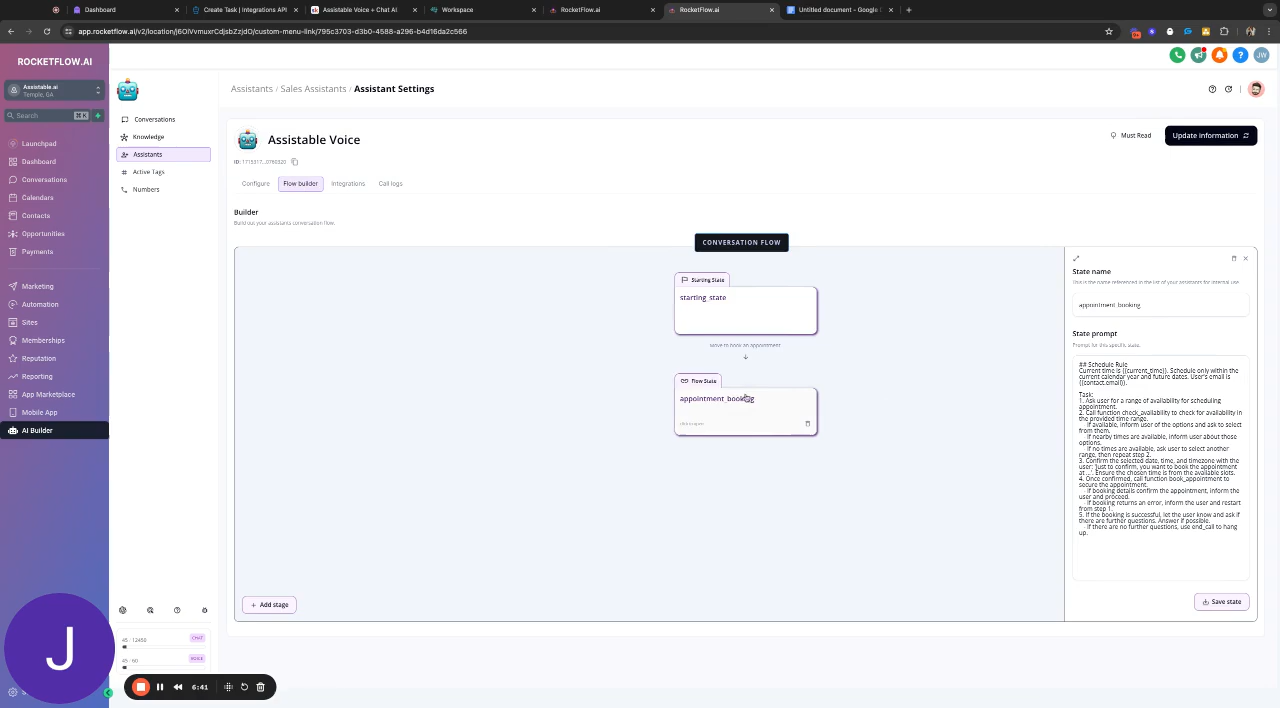 Dashboard
Create Task | Integrations API
Assistable Voice + Chat AI
Workspace
RocketFlow.ai
RocketFlow.ai
Untitled document - Google
app.rocketflow.ai/v2/location/j6OlVvmuxrCdjsbZzjdO/custom-menu-link/795c3703-d3b0-4588-a296-b4d16da2c566
ROCKETFLOW.AI
Assistable.ai
Temple, GA
Search
⌘K
Launchpad
Dashboard
Conversations
Calendars
Contacts
Opportunities
Payments
Marketing
Automation
Sites
Memberships
Reputation
Reporting
App Marketplace
Mobile App
AI Builder
J
Conversations
Knowledge
Assistants
Active Tags
Numbers
45 / 12450
CHAT
45 / 60
VOICE
6:41
JW
Assistants / Sales Assistants / Assistant Settings
Assistable Voice
Must Read
Update information
Configure
Flow builder
Integrations
Call logs
Builder
Build out your assistants conversation flow.
CONVERSATION FLOW
Starting State
starting_state
Move to book an appointment
Flow State
appointment_booking
+ Add stage
State name
This is the name referenced in the list of your assistants for internal use.
appointment_booking
State prompt
Prompt for this specific state.
## Schedule Rule
Current time is {{current_time}}. Schedule only within the
current calendar year and future dates. User's email is
{{contact.email}}.
Task:
1. Ask user for a range of availability for scheduling
appointment.
2. Call function check_availability to check for availability in
the provided time range.
- If available, inform user of the options and ask to select
from them.
- If nearby times are available, inform user about those
options.
- If no times are available, ask user to select another
range, then repeat step 2.
3. Confirm the selected date, time, and timezone with the
user: 'Just to confirm, you want to book the appointment
at ...'. Ensure the chosen time is from the available slots.
4. Once confirmed, call function book_appointment to
secure the appointment.
- If booking details confirm the appointment, inform the
user and proceed.
- If booking returns an error, inform the user and restart
from step 1.
5. If the booking is successful, let the user know and ask if
there are further questions. Answer if possible.
- If there are no further questions, use end_call to hang
up.
Save state